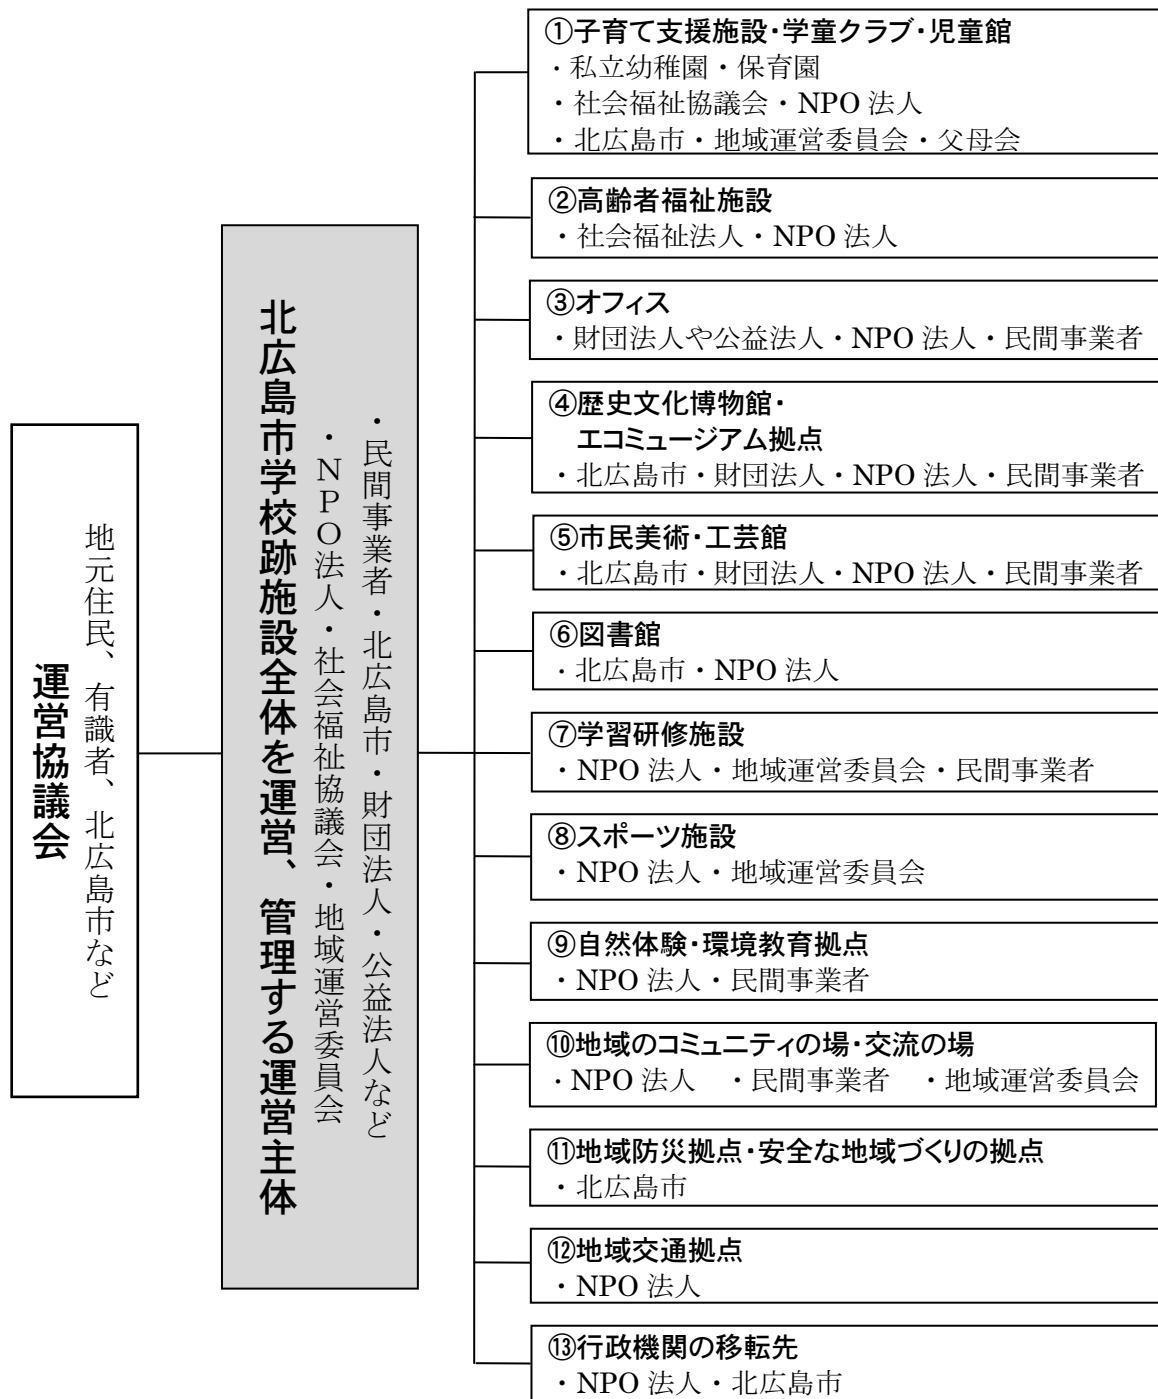 ①子育て支援施設・学童クラブ・児童館
・私立幼稚園・保育園
・社会福祉協議会・NPO 法人
・北広島市・地域運営委員会・父母会
②高齢者福祉施設
・社会福祉法人・NPO 法人
③オフィス
・財団法人や公益法人・NPO 法人・民間事業者
④歴史文化博物館・
エコミュージアム拠点
・北広島市・財団法人・NPO 法人・民間事業者
⑤市民美術・工芸館
・北広島市・財団法人・NPO 法人・民間事業者
⑥図書館
・北広島市・NPO 法人
⑦学習研修施設
・NPO 法人・地域運営委員会・民間事業者
⑧スポーツ施設
・NPO 法人・地域運営委員会
⑨自然体験・環境教育拠点
・NPO 法人・民間事業者
⑩地域のコミュニティの場・交流の場
・NPO 法人　・民間事業者　・地域運営委員会
⑪地域防災拠点・安全な地域づくりの拠点
・北広島市
⑫地域交通拠点
・NPO 法人
⑬行政機関の移転先
・NPO 法人・北広島市
・民間事業者・北広島市・財団法人・公益法人など
・ＮＰＯ法人・社会福祉協議会・地域運営委員会
北広島市学校跡施設全体を運営、管理する運営主体
地元住民、有識者、北広島市など
運営協議会